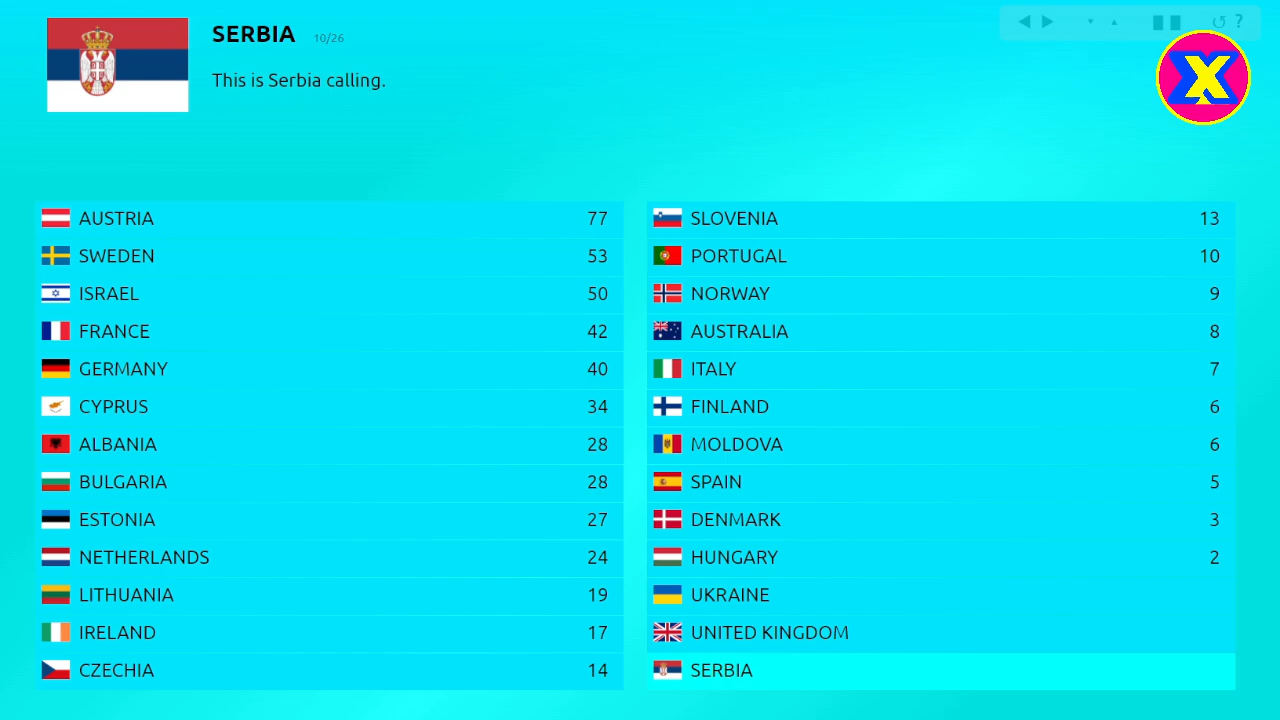 SERBIA 10/26
This is Serbia calling.
AUSTRIA 77
SWEDEN 53
ISRAEL 50
FRANCE 42
GERMANY 40
CYPRUS 34
ALBANIA 28
BULGARIA 28
ESTONIA 27
NETHERLANDS 24
LITHUANIA 19
IRELAND 17
CZECHIA 14
SLOVENIA 13
PORTUGAL 10
NORWAY 9
AUSTRALIA 8
ITALY 7
FINLAND 6
MOLDOVA 6
SPAIN 5
DENMARK 3
HUNGARY 2
UKRAINE
UNITED KINGDOM
SERBIA